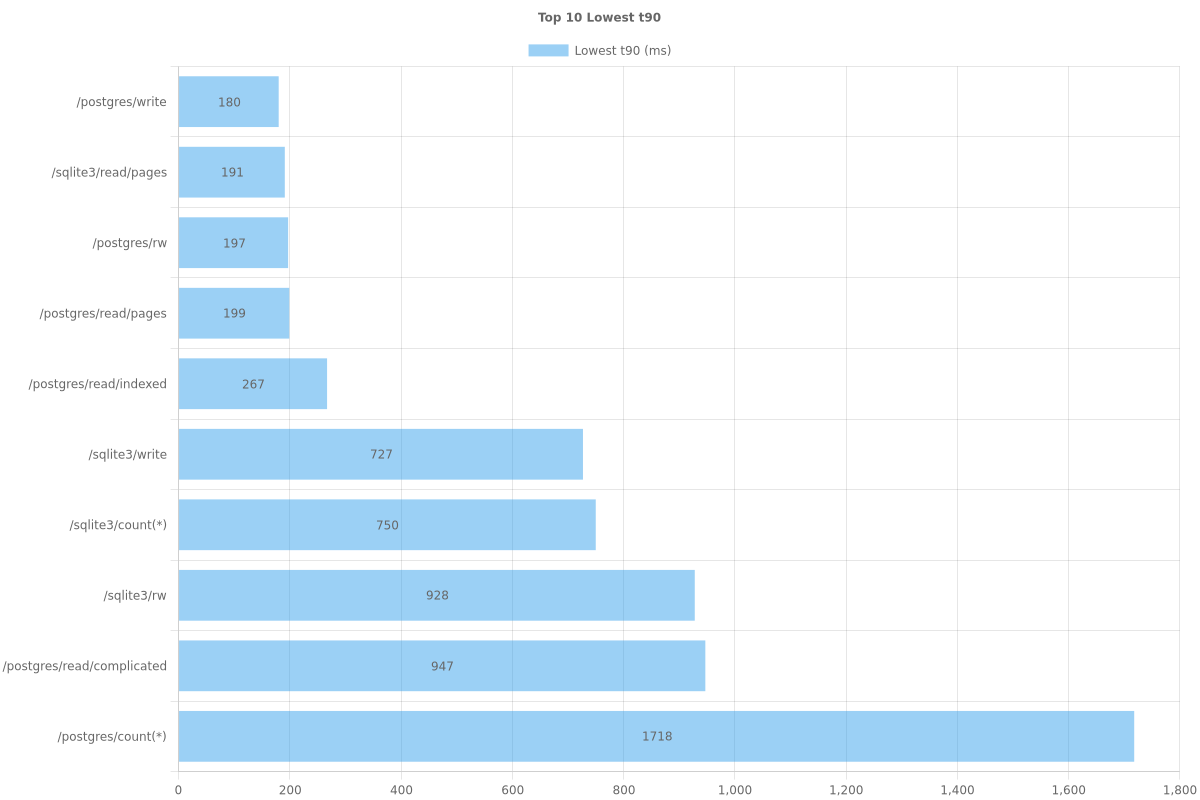 Top 10 Lowest t90
Lowest t90 (ms)
/postgres/write 180
/sqlite3/read/pages 191
/postgres/rw 197
/postgres/read/pages 199
/postgres/read/indexed 267
/sqlite3/write 727
/sqlite3/count(*) 750
/sqlite3/rw 928
/postgres/read/complicated 947
/postgres/count(*) 1718
0 200 400 600 800 1,000 1,200 1,400 1,600 1,800